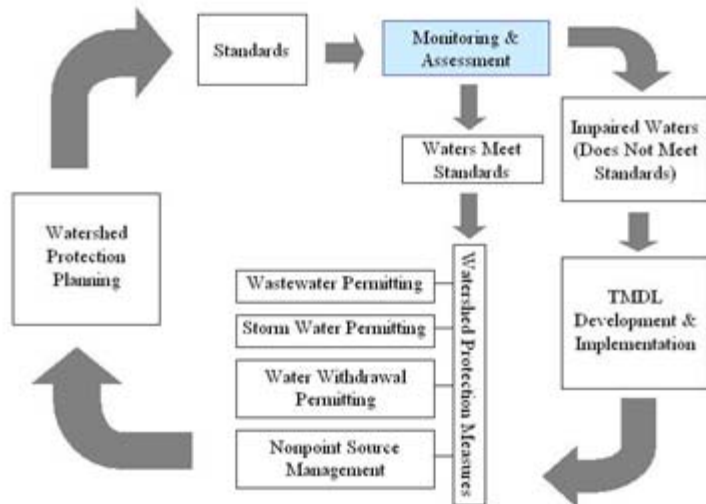 Standards
Monitoring &
Assessment
Impaired Waters
(Does Not Meet
Standards)
Waters Meet
Standards
Watershed
Protection
Planning
Watershed Protection Measures
Wastewater Permitting
Storm Water Permitting
Water Withdrawal
Permitting
Nonpoint Source
Management
TMDL
Development &
Implementation